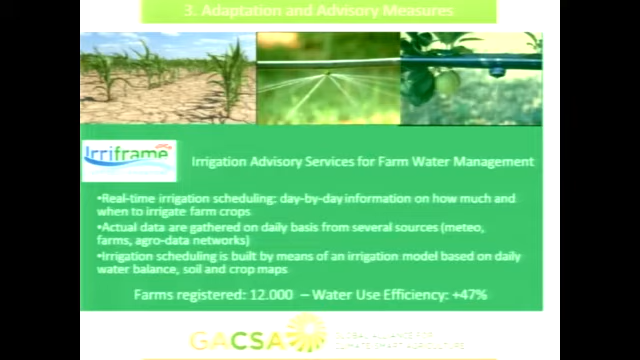 3. Adaptation and Advisory Measures
Irriframe
Irrigation Advisory Services for Farm Water Management
•Real-time irrigation scheduling: day-by-day information on how much and
when to irrigate farm crops
•Actual data are gathered on daily basis from several sources (meteo,
farms, agro-data networks)
•Irrigation scheduling is built by means of an irrigation model based on daily
water balance, soil and crop maps
Farms registered: 12.000 – Water Use Efficiency: +47%
GACSA
GLOBAL ALLIANCE FOR
CLIMATE SMART AGRICULTURE